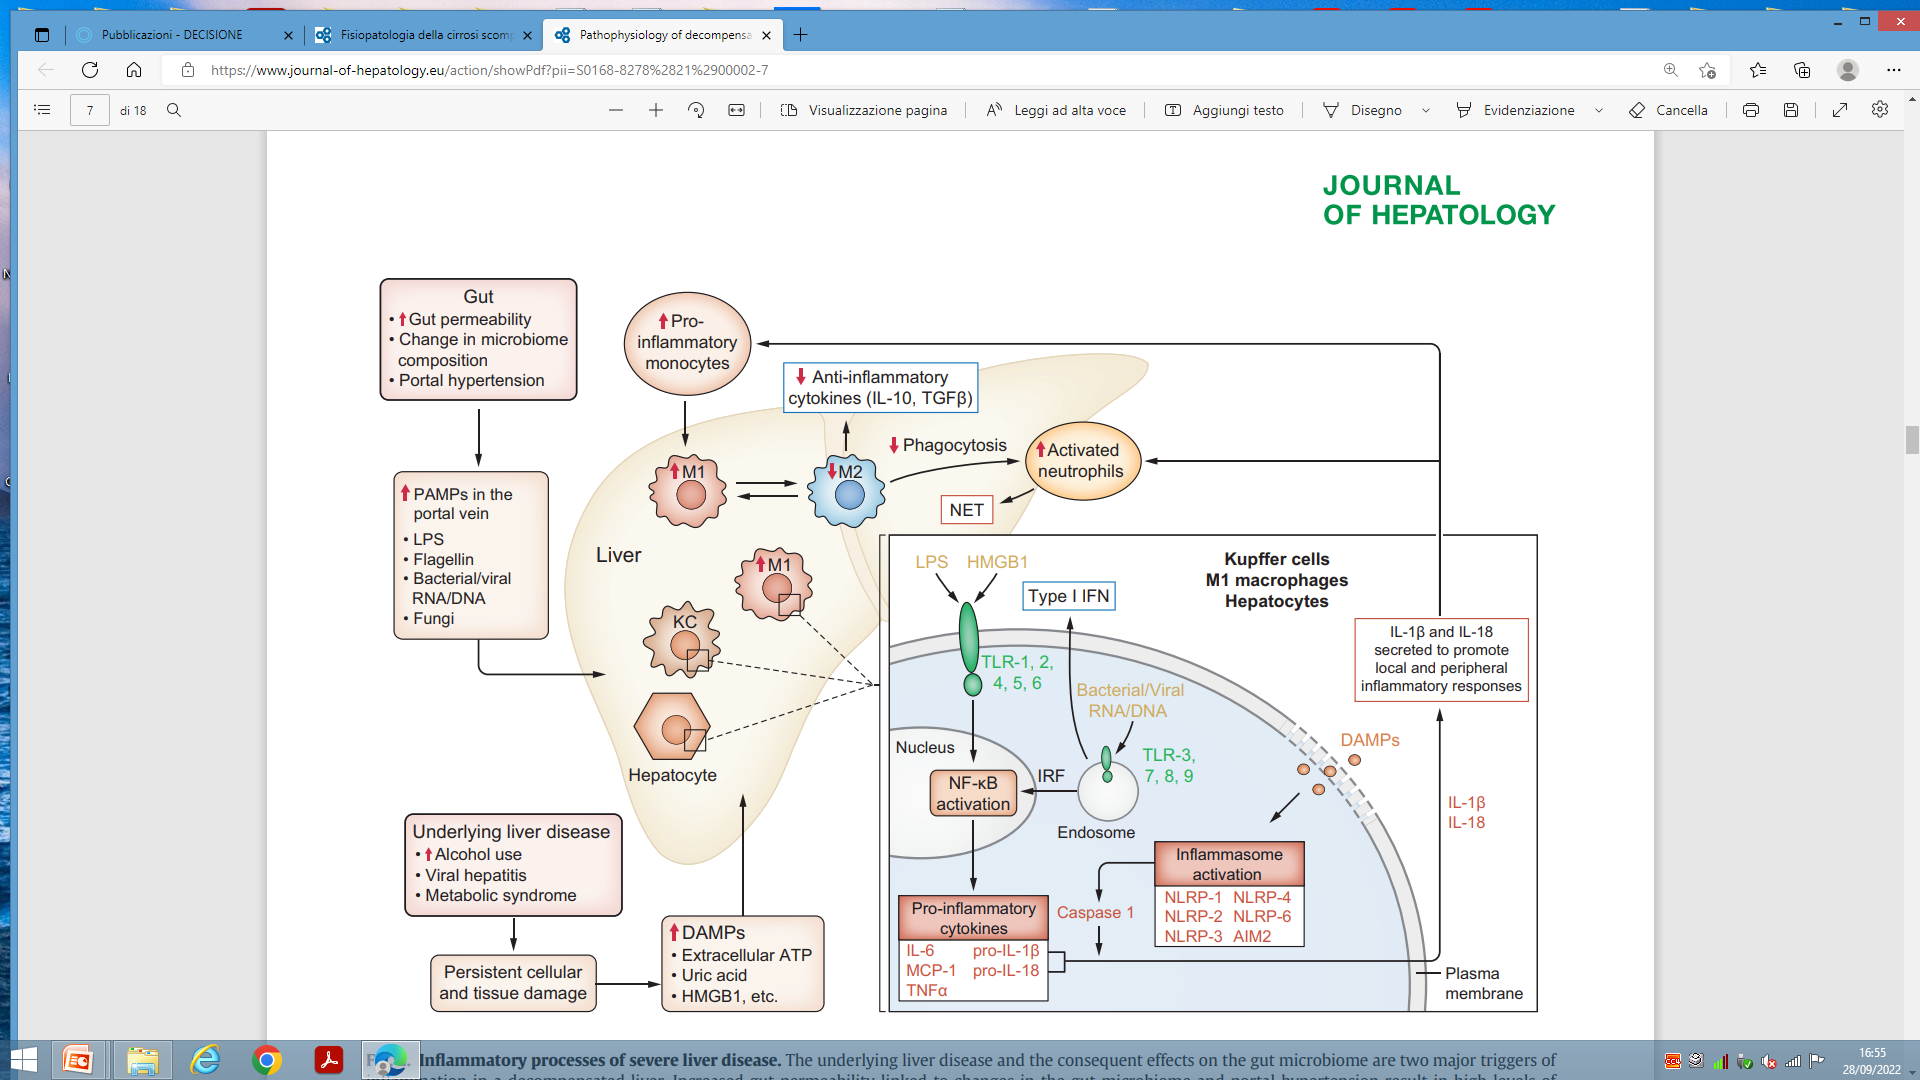 Pubblicazioni - DECISIONE
Fisiopatologia della cirrosi scomp
Pathophysiology of decompensa
https://www.journal-of-hepatology.eu/action/showPdf?pii=S0168-8278%2821%2900002-7
7
di 18
Visualizzazione pagina
Leggi ad alta voce
Aggiungi testo
Disegno
Evidenziazione
Cancella
JOURNAL
OF HEPATOLOGY
Gut
• Gut permeability
• Change in microbiome
composition
• Portal hypertension
Pro-
inflammatory
monocytes
Anti-inflammatory
cytokines (IL-10, TGFβ)
Phagocytosis
Activated
neutrophils
M1
M2
NET
PAMPs in the
portal vein
• LPS
• Flagellin
• Bacterial/viral
RNA/DNA
• Fungi
Liver
M1
KC
Hepatocyte
LPS
HMGB1
Type I IFN
Kupffer cells
M1 macrophages
Hepatocytes
TLR-1, 2,
4, 5, 6
Bacterial/Viral
RNA/DNA
IL-1β and IL-18
secreted to promote
local and peripheral
inflammatory responses
Nucleus
NF-κB
activation
IRF
TLR-3,
7, 8, 9
Endosome
DAMPs
IL-1β
IL-18
Underlying liver disease
• Alcohol use
• Viral hepatitis
• Metabolic syndrome
Persistent cellular
and tissue damage
DAMPs
• Extracellular ATP
• Uric acid
• HMGB1, etc.
Pro-inflammatory
cytokines
IL-6 pro-IL-1β
MCP-1 pro-IL-18
TNFα
Caspase 1
Inflammasome
activation
NLRP-1 NLRP-4
NLRP-2 NLRP-6
NLRP-3 AIM2
Plasma
membrane
Inflammatory processes of severe liver disease. The underlying liver disease and the consequent effects on the gut microbiome are two major triggers of
16:55
28/09/2022